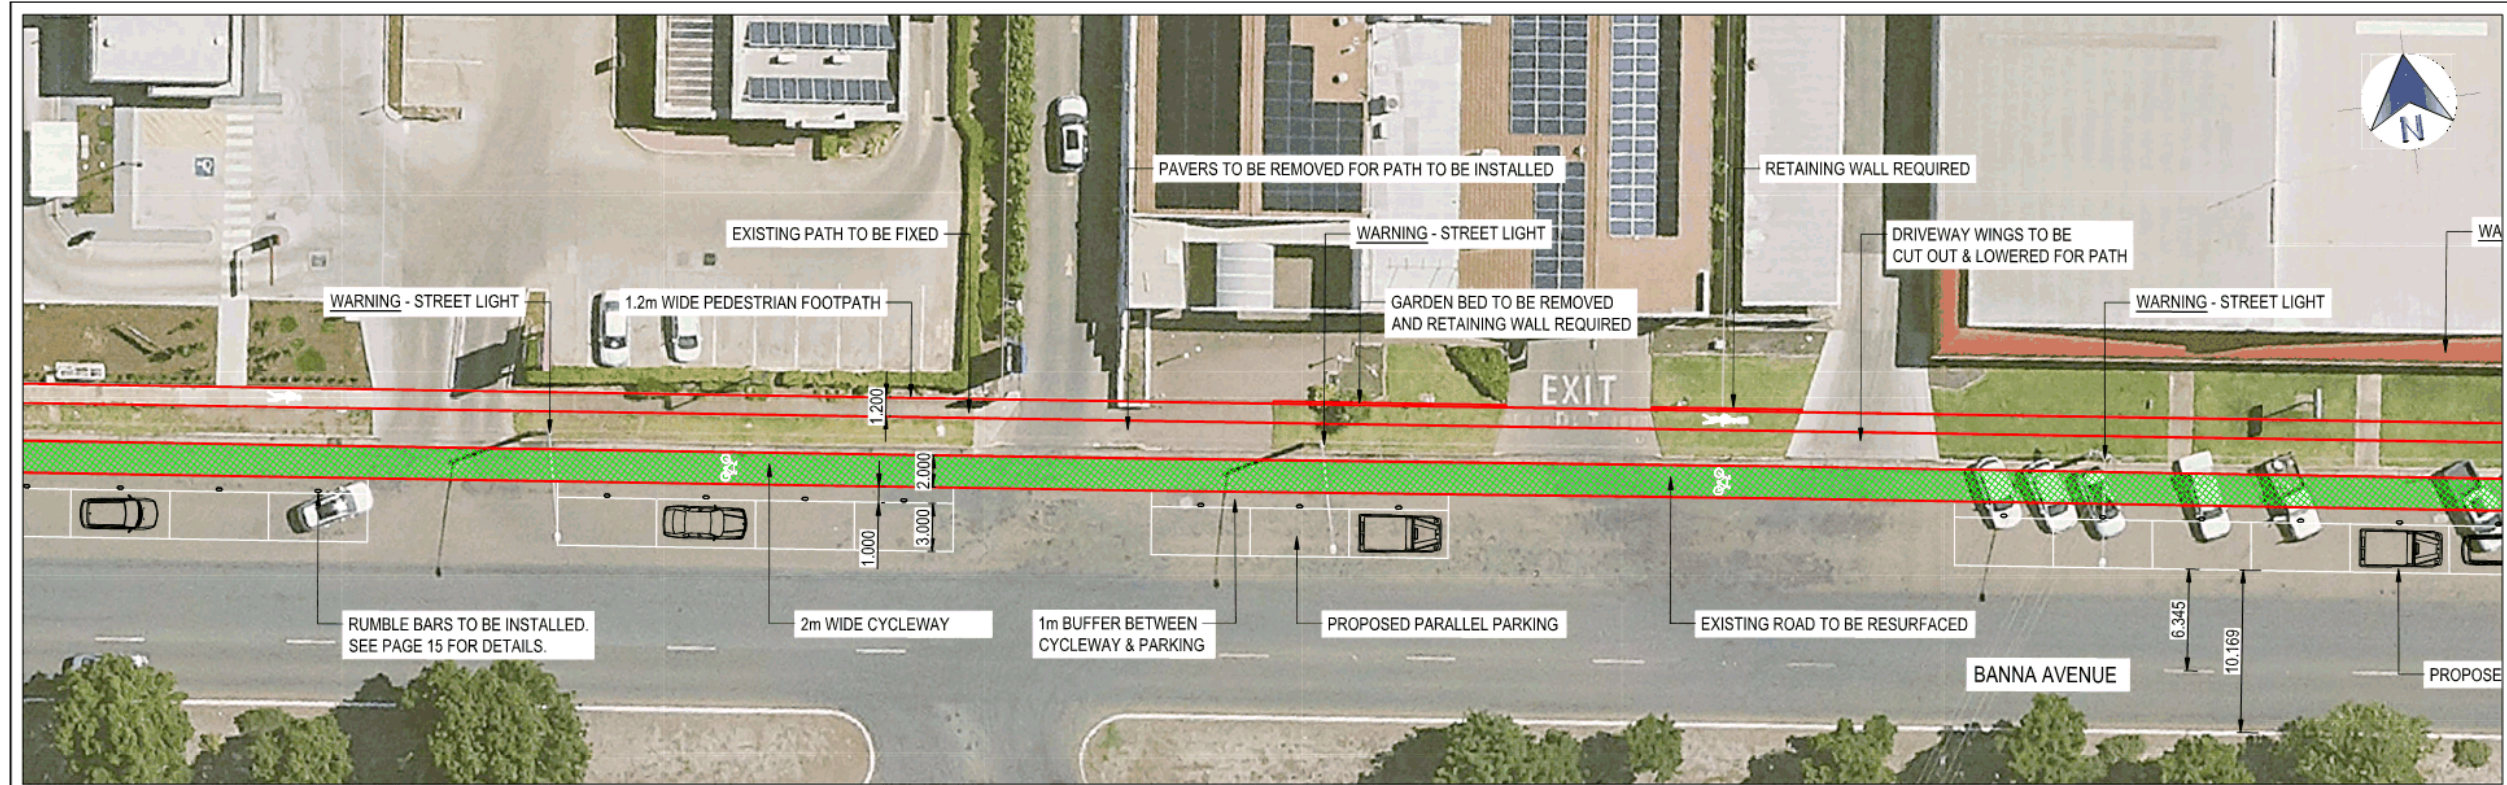 PAVERS TO BE REMOVED FOR PATH TO BE INSTALLED
RETAINING WALL REQUIRED
N
EXISTING PATH TO BE FIXED
WARNING - STREET LIGHT
DRIVEWAY WINGS TO BE
CUT OUT & LOWERED FOR PATH
WA
WARNING - STREET LIGHT
1.2m WIDE PEDESTRIAN FOOTPATH
GARDEN BED TO BE REMOVED
AND RETAINING WALL REQUIRED
WARNING - STREET LIGHT
EXIT
1.200
2.000
1.000
3.000
RUMBLE BARS TO BE INSTALLED.
SEE PAGE 15 FOR DETAILS.
2m WIDE CYCLEWAY
1m BUFFER BETWEEN
CYCLEWAY & PARKING
PROPOSED PARALLEL PARKING
EXISTING ROAD TO BE RESURFACED
6.345
10.169
BANNA AVENUE
PROPOSE